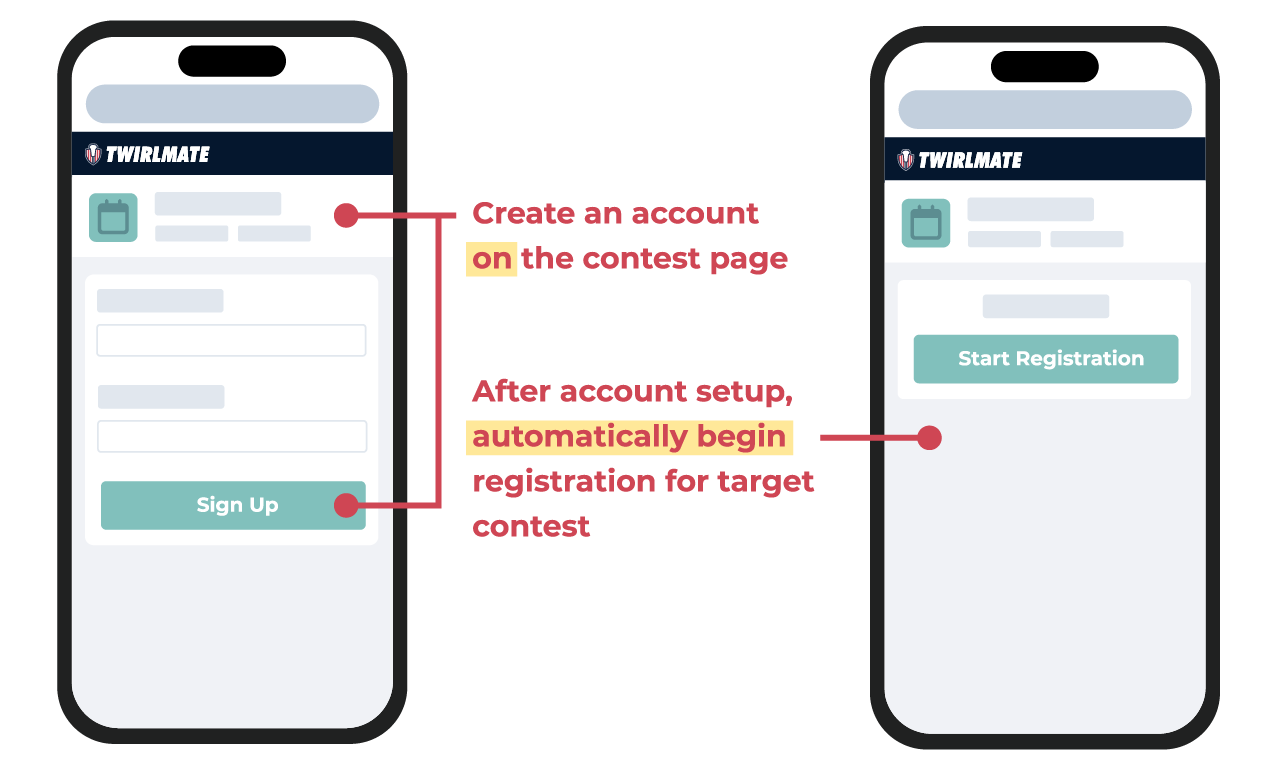 TWIRLMATE
Sign Up
Create an account
on the contest page
After account setup,
automatically begin
registration for target
contest
TWIRLMATE
Start Registration